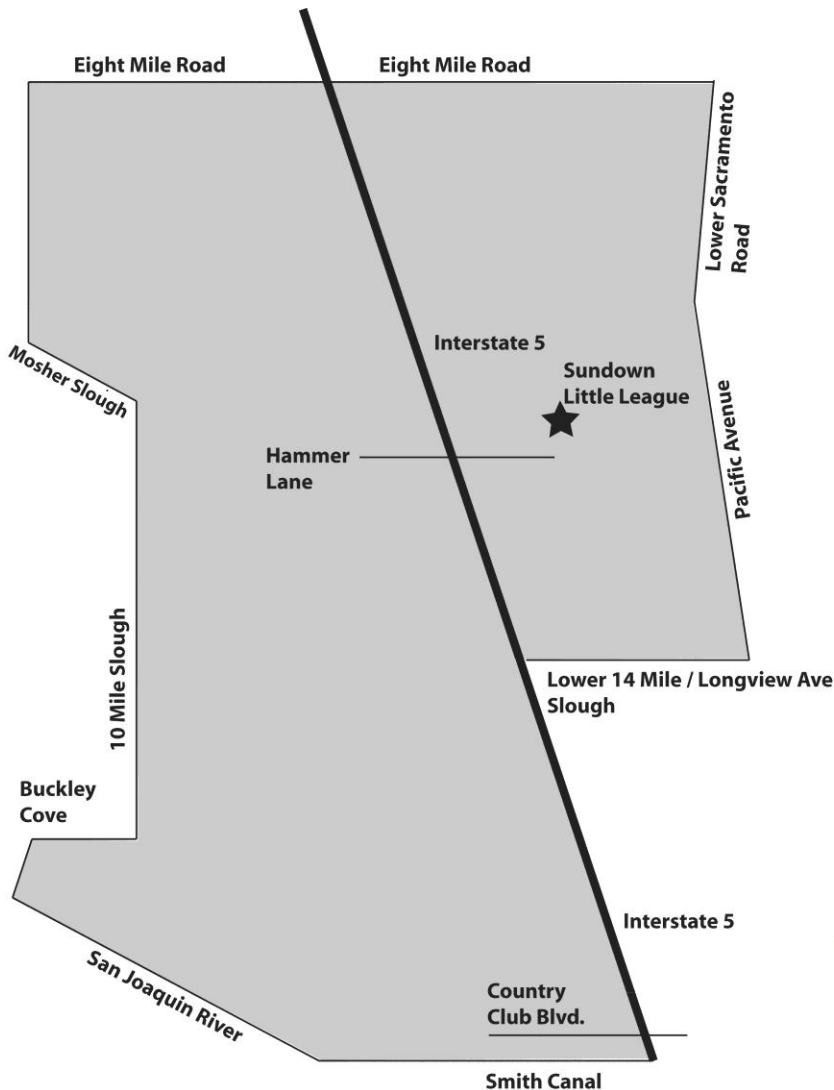 Eight Mile Road
Eight Mile Road
Lower Sacramento
Road
Interstate 5
Mosher Slough
Sundown
Little League
Hammer
Lane
Pacific Avenue
10 Mile Slough
Lower 14 Mile / Longview Ave
Slough
Buckley
Cove
Interstate 5
San Joaquin River
Country
Club Blvd.
Smith Canal